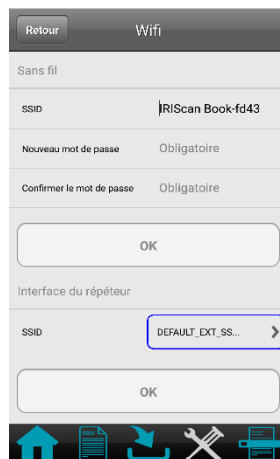 Retour Wifi
Sans fil
SSID IRIScan Book-fd43
Nouveau mot de passe Obligatoire
Confirmer le mot de passe Obligatoire
OK
Interface du répéteur
SSID DEFAULT_EXT_SS...
OK